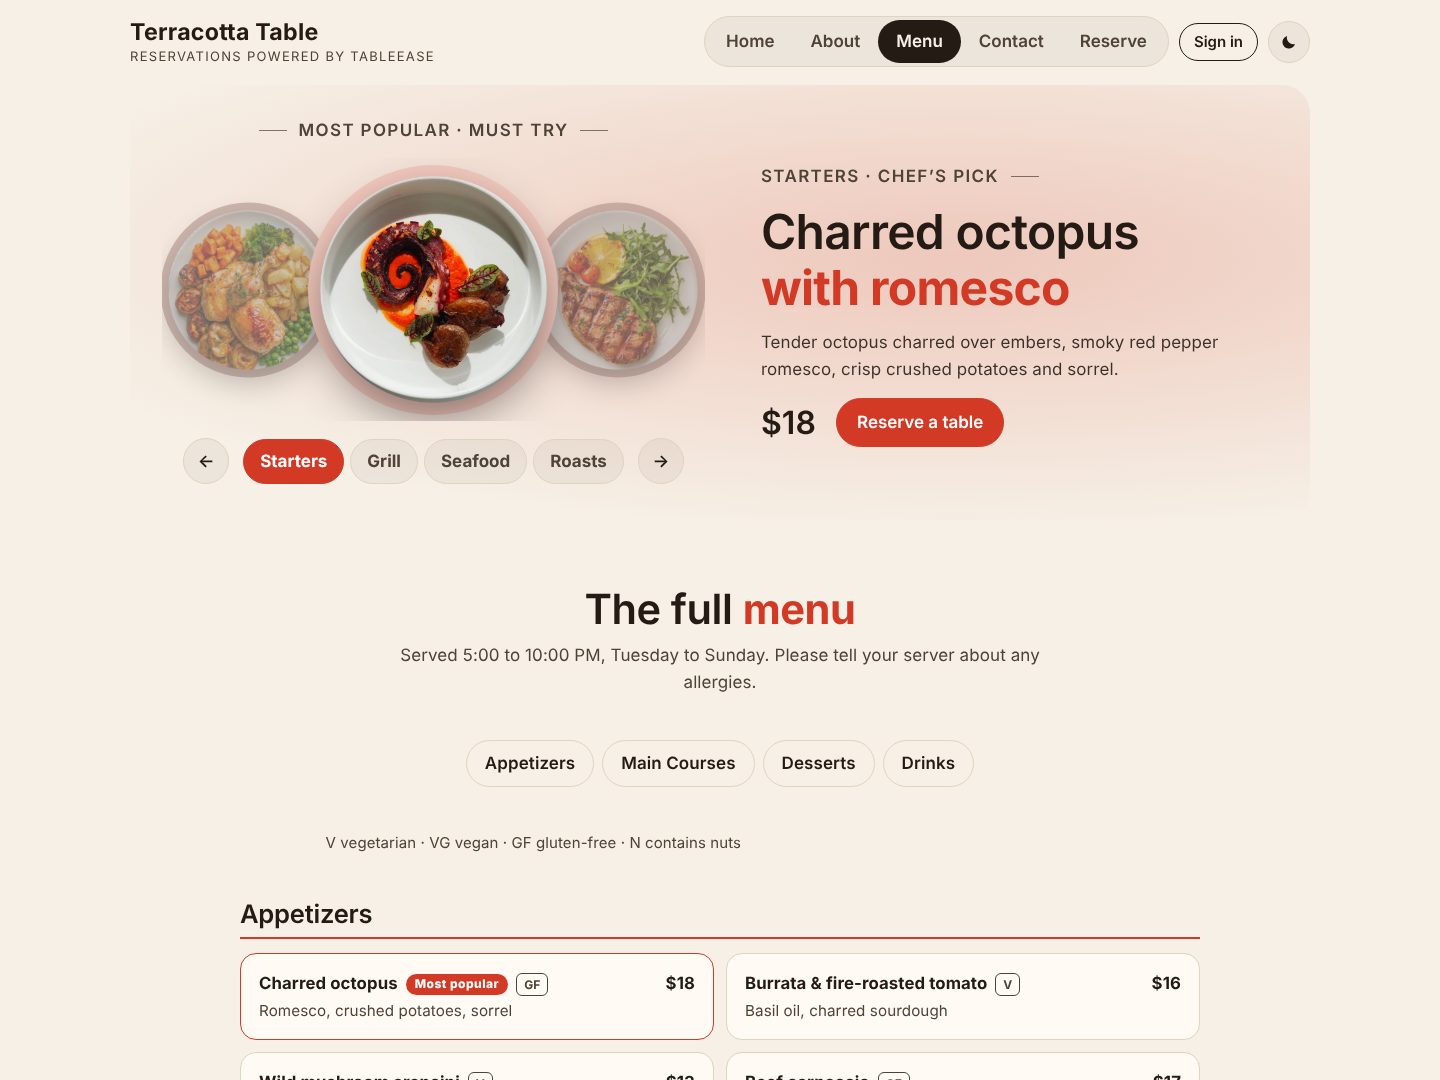 Terracotta Table
RESERVATIONS POWERED BY TABLEEASE
Home About Menu Contact Reserve Sign in
MOST POPULAR · MUST TRY
STARTERS · CHEF’S PICK
Charred octopus
with romesco
Tender octopus charred over embers, smoky red pepper
romesco, crisp crushed potatoes and sorrel.
$18 Reserve a table
← Starters Grill Seafood Roasts →
The full menu
Served 5:00 to 10:00 PM, Tuesday to Sunday. Please tell your server about any
allergies.
Appetizers Main Courses Desserts Drinks
V vegetarian · VG vegan · GF gluten-free · N contains nuts
Appetizers
Charred octopus Most popular GF $18
Romesco, crushed potatoes, sorrel
Burrata & fire-roasted tomato V $16
Basil oil, charred sourdough